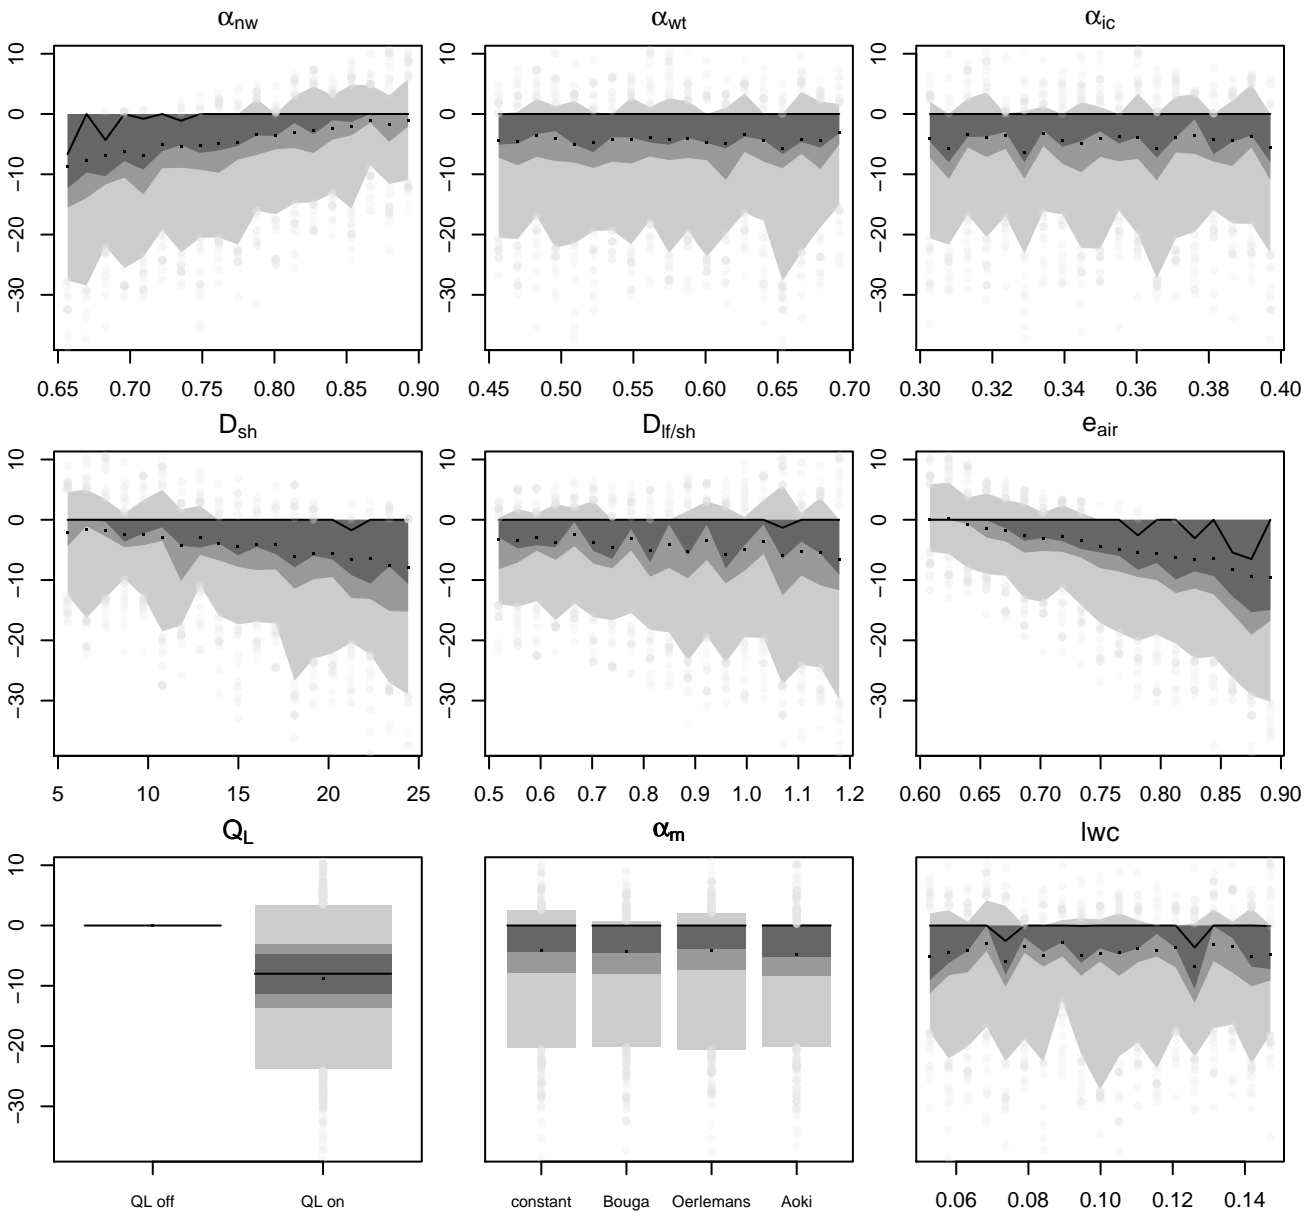 α_nw α_wt α_ic
10 0 −10 −20 −30
0.65 0.70 0.75 0.80 0.85 0.90
10 0 −10 −20 −30
0.45 0.50 0.55 0.60 0.65 0.70
10 0 −10 −20 −30
0.30 0.32 0.34 0.36 0.38 0.40
D_sh D_lf/sh e_air
10 0 −10 −20 −30
5 10 15 20 25
10 0 −10 −20 −30
0.5 0.6 0.7 0.8 0.9 1.0 1.1 1.2
10 0 −10 −20 −30
0.60 0.65 0.70 0.75 0.80 0.85 0.90
Q_L α_m lwc
10 0 −10 −20 −30
QL off QL on
constant Bouga Oerlemans Aoki
0.06 0.08 0.10 0.12 0.14